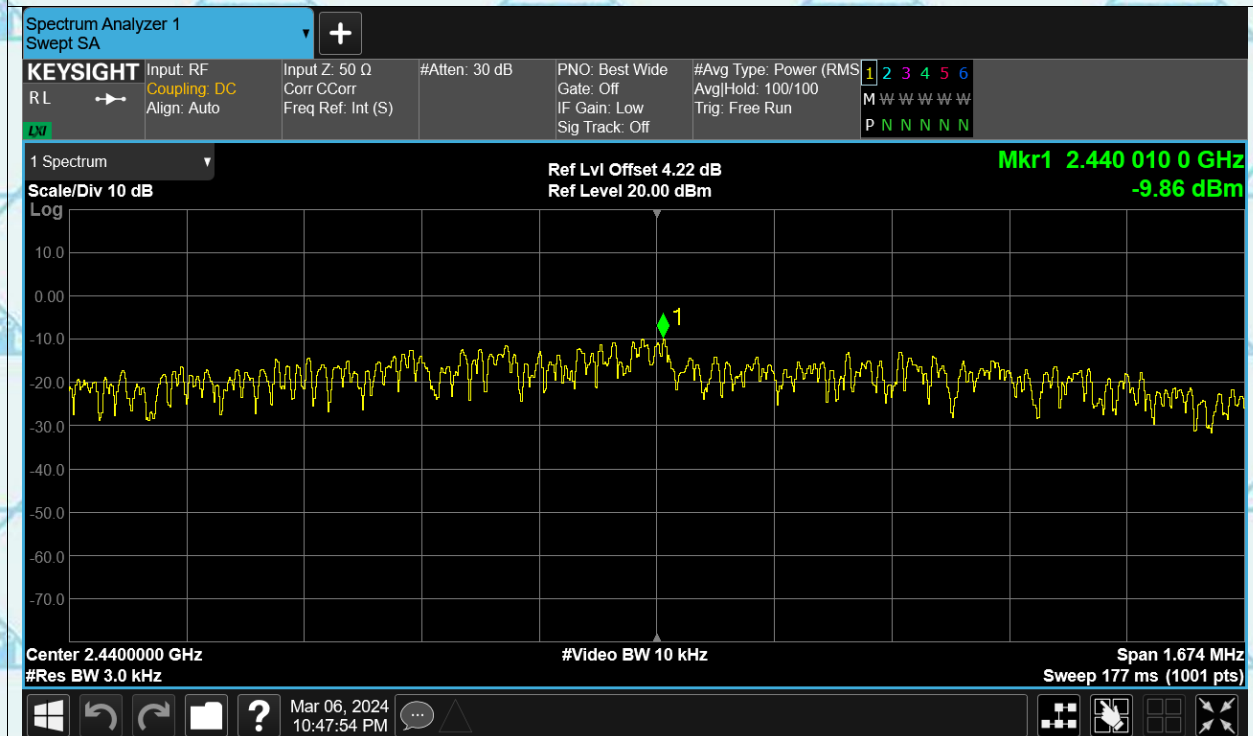 Spectrum Analyzer 1
Swept SA
KEYSIGHT
RL
LXI
Input: RF
Coupling: DC
Align: Auto
Input Z: 50 Ω
Corr CCorr
Freq Ref: Int (S)
#Atten: 30 dB
PNO: Best Wide
Gate: Off
IF Gain: Low
Sig Track: Off
#Avg Type: Power (RMS
Avg|Hold: 100/100
Trig: Free Run
1 2 3 4 5 6
M W W W W W
P N N N N N
1 Spectrum
Scale/Div 10 dB
Ref Lvl Offset 4.22 dB
Ref Level 20.00 dBm
Mkr1 2.440 010 0 GHz
-9.86 dBm
Log
10.0
0.00
-10.0
-20.0
-30.0
-40.0
-50.0
-60.0
-70.0
1
Center 2.4400000 GHz
#Res BW 3.0 kHz
#Video BW 10 kHz
Span 1.674 MHz
Sweep 177 ms (1001 pts)
?
Mar 06, 2024
10:47:54 PM